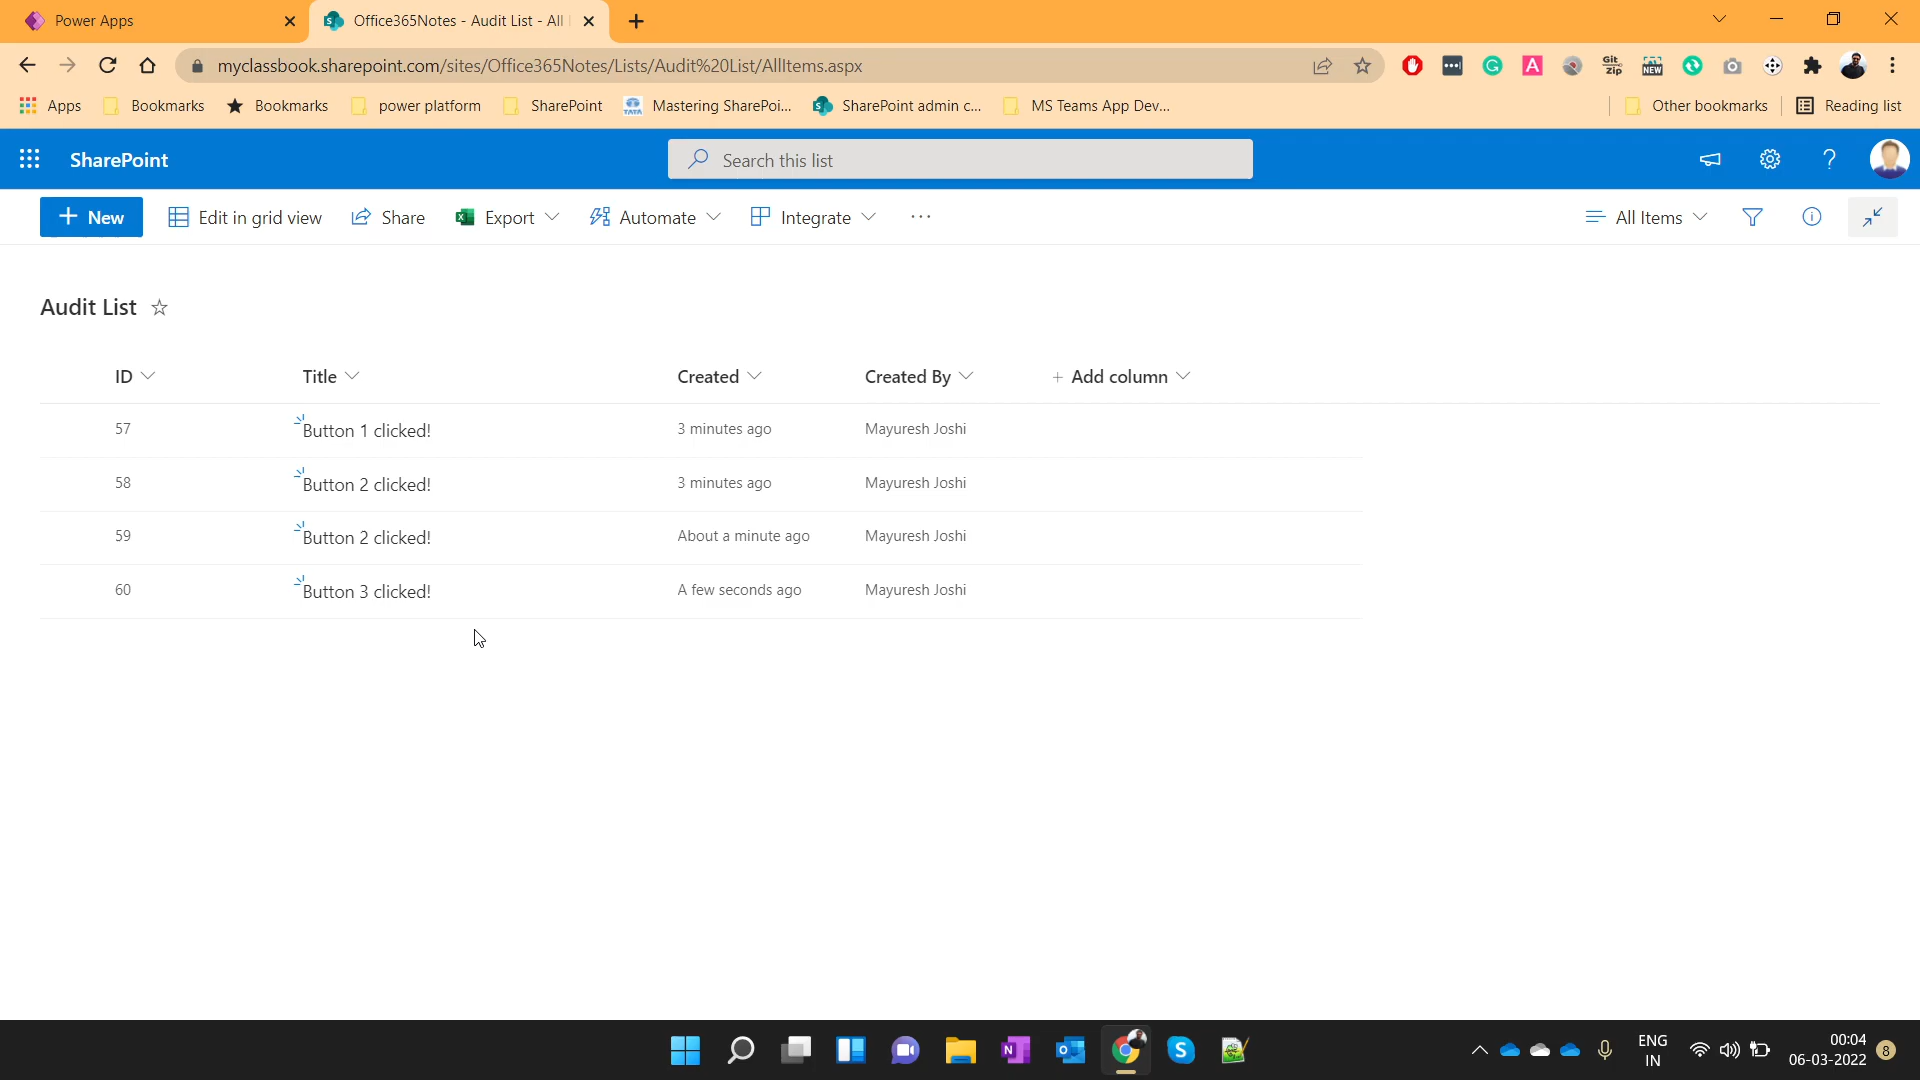 Power Apps
Office365Notes - Audit List - All
myclassbook.sharepoint.com/sites/Office365Notes/Lists/Audit%20List/AllItems.aspx
Apps Bookmarks Bookmarks power platform SharePoint Mastering SharePoi... SharePoint admin c... MS Teams App Dev... Other bookmarks Reading list
SharePoint Search this list
New Edit in grid view Share Export Automate Integrate All Items
Audit List
ID Title Created Created By + Add column
57 Button 1 clicked! 3 minutes ago Mayuresh Joshi
58 Button 2 clicked! 3 minutes ago Mayuresh Joshi
59 Button 2 clicked! About a minute ago Mayuresh Joshi
60 Button 3 clicked! A few seconds ago Mayuresh Joshi
ENG 00:04
IN 06-03-2022 8